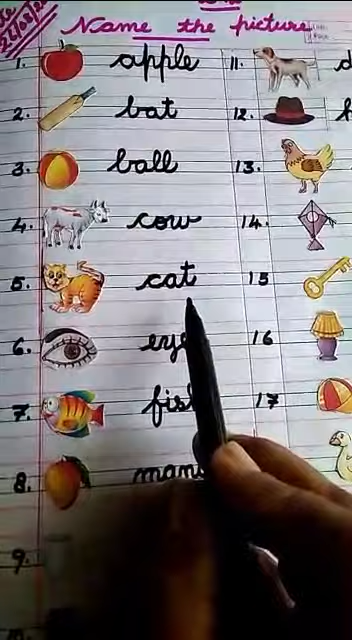 Name the picture
1. apple 11. d
2. bat 12. h
3. ball 13.
4. cow 14.
5. cat 15
6. eye 16
7. fish 17
8.
9.